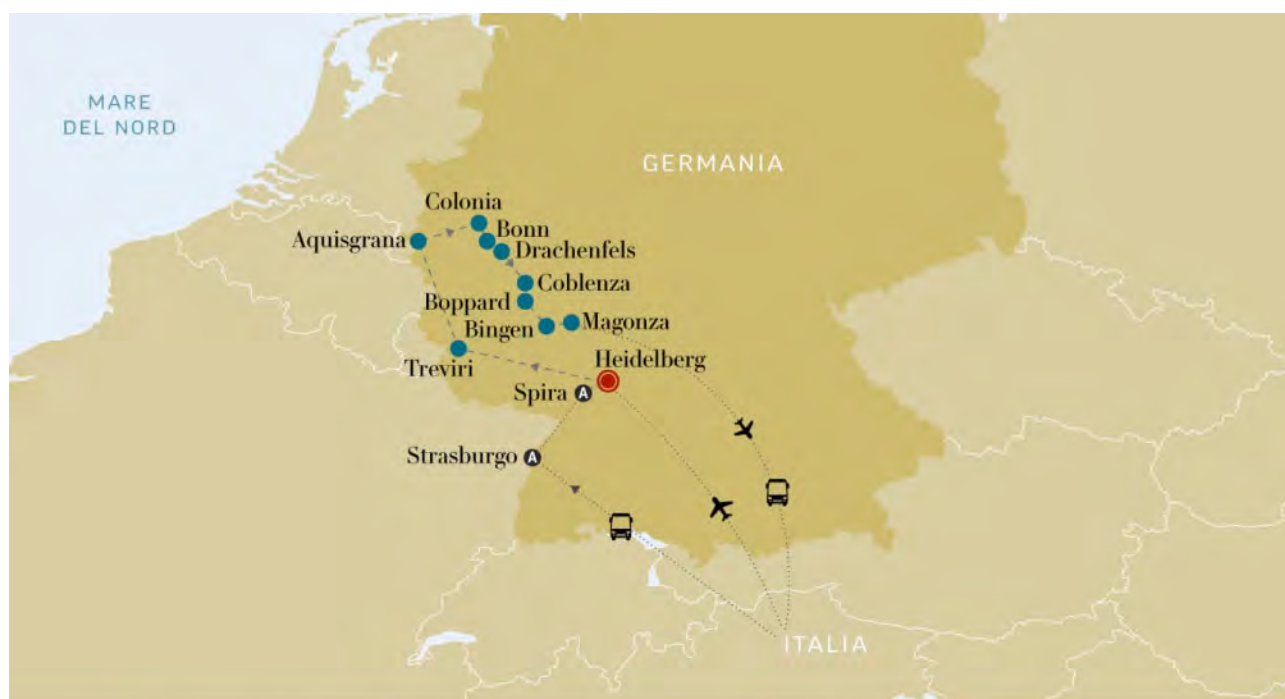 MARE
DEL NORD
GERMANIA
Colonia
Bonn
Aquisgrana
Drachenfels
Coblenza
Boppard
Magonza
Bingen
Heidelberg
Treviri
Spira A
Strasburgo A
ITALIA